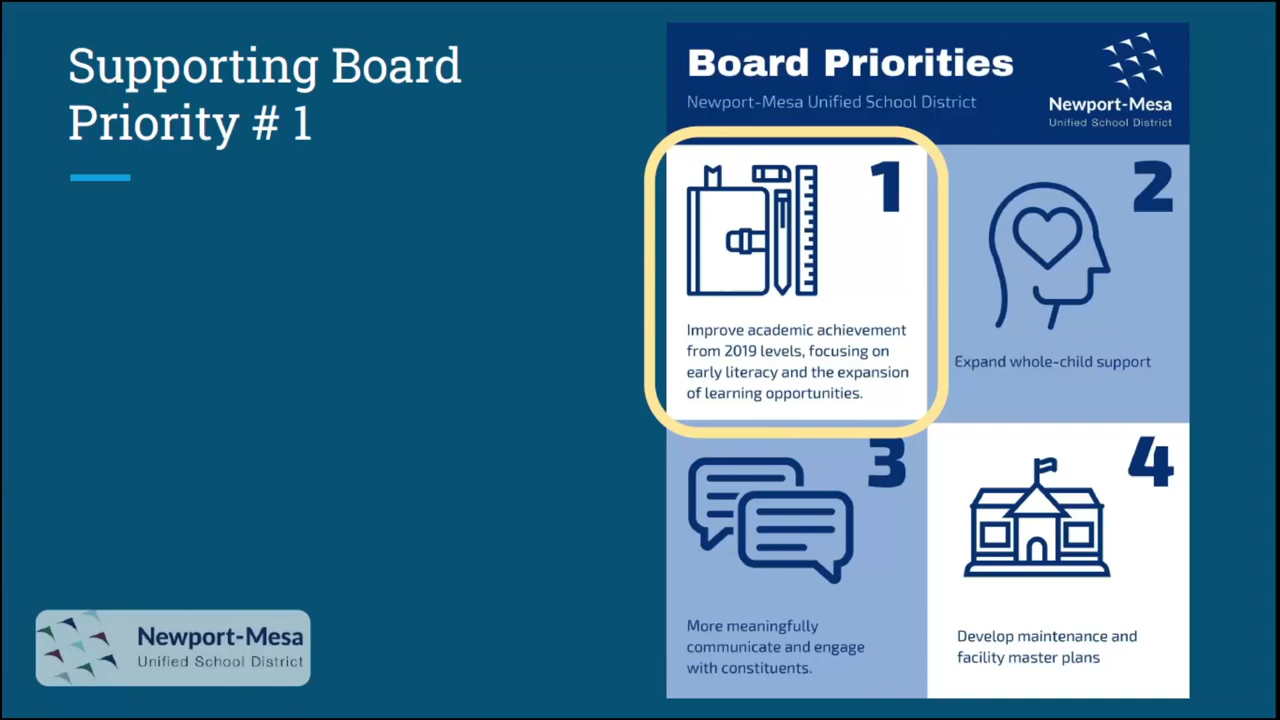 Supporting Board
Priority # 1
Board Priorities
Newport-Mesa Unified School District
Newport-Mesa
Unified School District
1
Improve academic achievement
from 2019 levels, focusing on
early literacy and the expansion
of learning opportunities.
2
Expand whole-child support
3
More meaningfully
communicate and engage
with constituents.
4
Develop maintenance and
facility master plans
Newport-Mesa
Unified School District